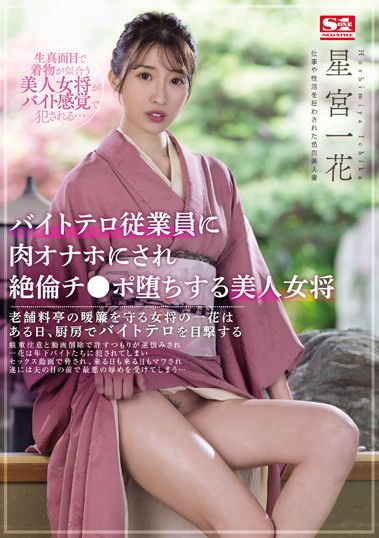 生真面目で
着物が似合う
美人女将が
バイト感覚で
犯される…
S1
NO.1 STYLE
星宮一花
Hoshimiya Ichika
仕事や性活を狂わされた色白美人妻
バイトテロ従業員に
肉オナホにされ
絶倫チ●ポ堕ちする美人女将
老舗料亭の暖簾を守る女将の一花は
ある日、厨房でバイトテロを目撃する
厳重注意と動画削除で許すつもりが逆恨みされ
一花は年下バイトたちに犯されてしまい
セックス動画で脅され、来る日も来る日もマワされ
遂には夫の目の前で最悪の辱めを受けてしまう…